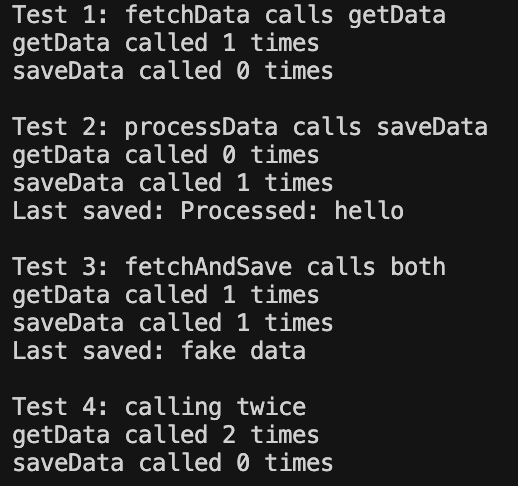 Test 1: fetchData calls getData
getData called 1 times
saveData called 0 times
Test 2: processData calls saveData
getData called 0 times
saveData called 1 times
Last saved: Processed: hello
Test 3: fetchAndSave calls both
getData called 1 times
saveData called 1 times
Last saved: fake data
Test 4: calling twice
getData called 2 times
saveData called 0 times